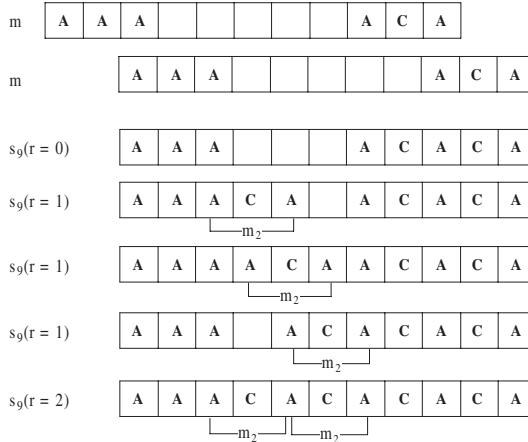 m A A A A C A
m A A A A C A
s₉(r = 0) A A A A C A C A
s₉(r = 1) A A A C A A C A C A
m₂
s₉(r = 1) A A A A C A A C A C A
m₂
s₉(r = 1) A A A A C A C A C A
m₂
s₉(r = 2) A A A C A C A C A C A
m₂ m₂